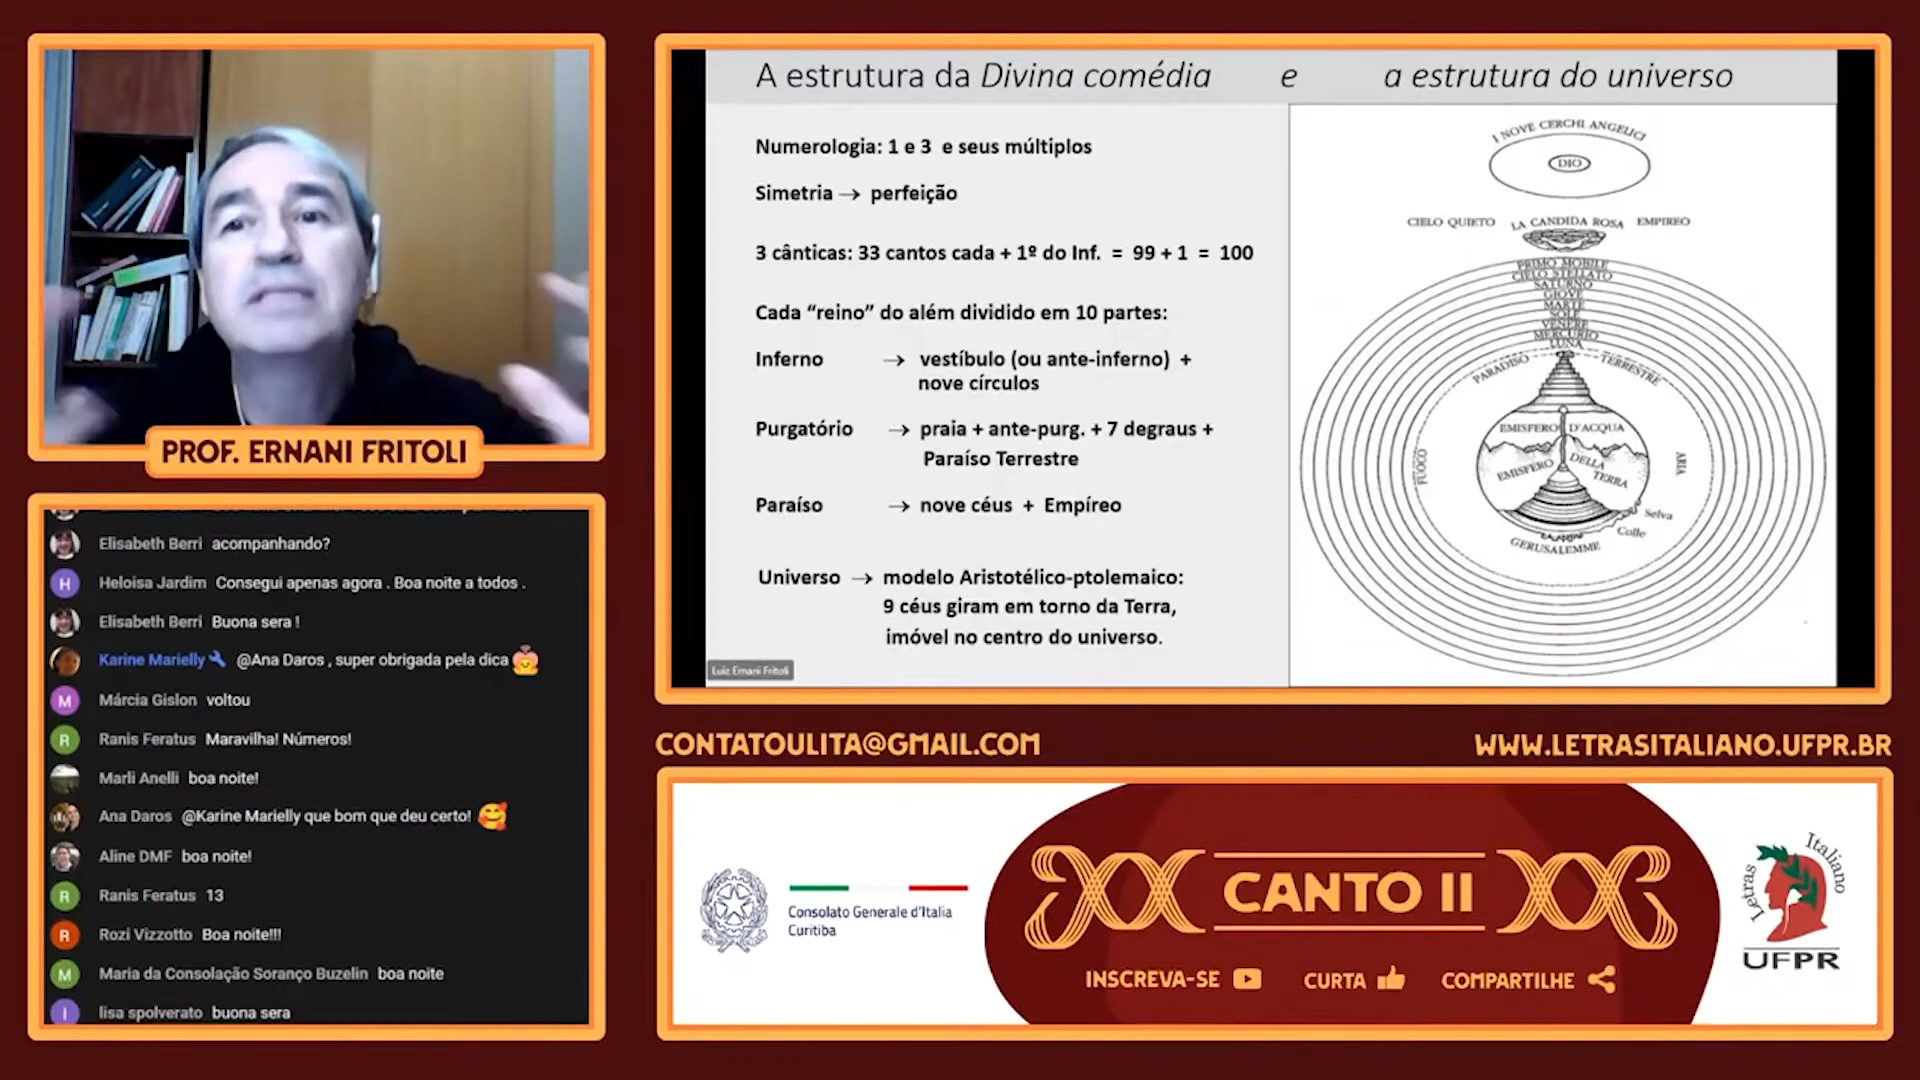 PROF. ERNANI FRITOLI
Elisabeth Berri acompanhando?
H Heloisa Jardim Consegui apenas agora . Boa noite a todos .
Elisabeth Berri Buona sera !
Karine Marielly @Ana Daros , super obrigada pela dica
M Márcia Gislon voltou
R Ranis Feratus Maravilha! Números!
Marli Anelli boa noite!
Ana Daros @Karine Marielly que bom que deu certo!
Aline DMF boa noite!
R Ranis Feratus 13
R Rozi Vizzotto Boa noite!!!
M Maria da Consolação Soranço Buzelin boa noite
I lisa spolverato buona sera
A estrutura da Divina comédia e a estrutura do universo
Numerologia: 1 e 3 e seus múltiplos
Simetria → perfeição
3 cânticas: 33 cantos cada + 1º do Inf. = 99 + 1 = 100
Cada “reino” do além dividido em 10 partes:
Inferno → vestíbulo (ou ante-inferno) +
nove círculos
Purgatório → praia + ante-purg. + 7 degraus +
Paraíso Terrestre
Paraíso → nove céus + Empíreo
Universo → modelo Aristotélico-ptolemaico:
9 céus giram em torno da Terra,
imóvel no centro do universo.
Luiz Ernani Fritoli
I NOVE CERCHI ANGELICI
DIO
CIELO QUIETO LA CANDIDA ROSA EMPIREO
PRIMO MOBILE
CIELO STELLATO
SATURNO
GIOVE
MARTE
SOLE
VENERE
MERCURIO
LUNA
PARADISO TERRESTRE
EMISFERO D'ACQUA
EMISFERO DELLA TERRA
FUOCO
ARIA
Selva
Colle
GERUSALEMME
CONTATOULITA@GMAIL.COM
WWW.LETRASITALIANO.UFPR.BR
Consolato Generale d'Italia
Curitiba
CANTO II
INSCREVA-SE CURTA COMPARTILHE
Letras Italiano
UFPR